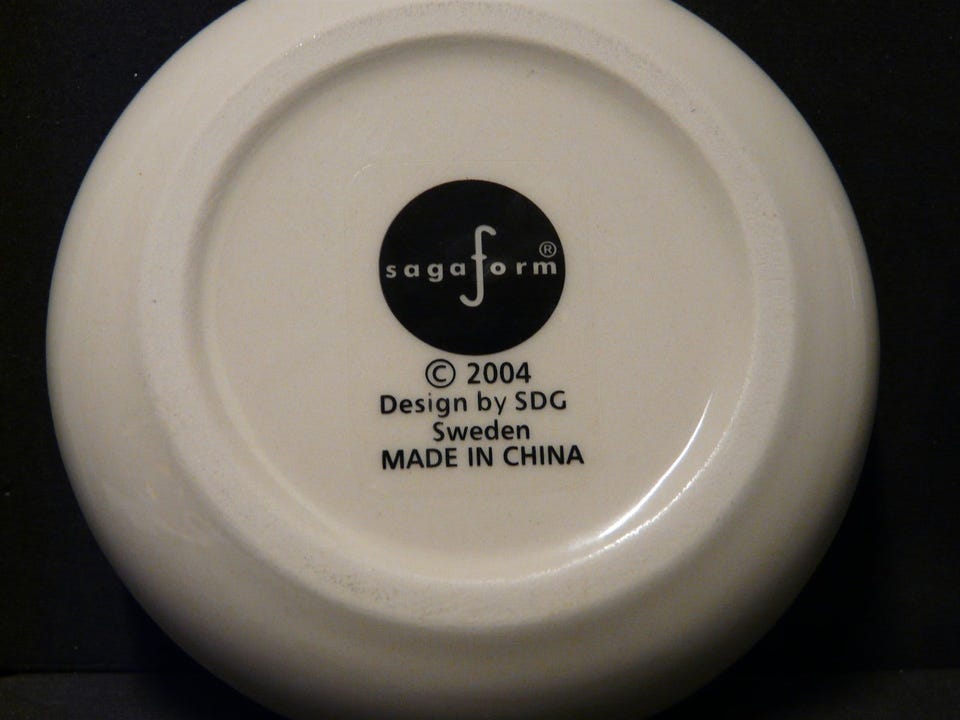 sagaform®
© 2004
Design by SDG
Sweden
MADE IN CHINA